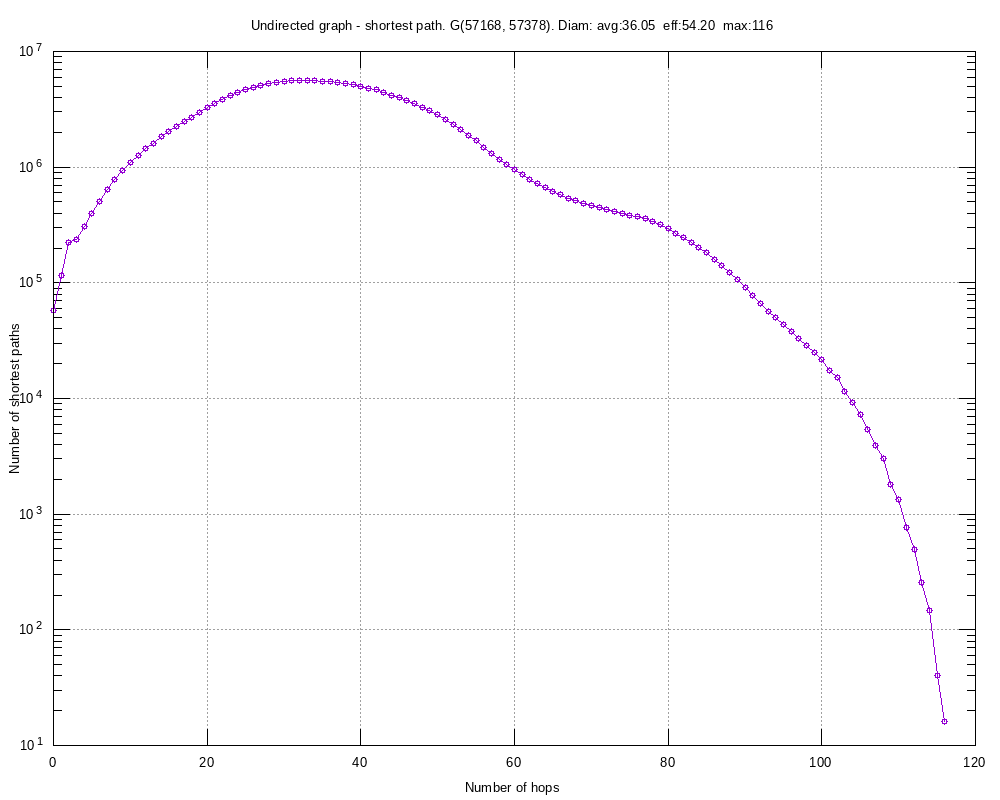 Undirected graph - shortest path. G(57168, 57378). Diam: avg:36.05 eff:54.20 max:116
10^7
10^6
10^5
10^4
10^3
10^2
10^1
Number of shortest paths
0 20 40 60 80 100 120
Number of hops